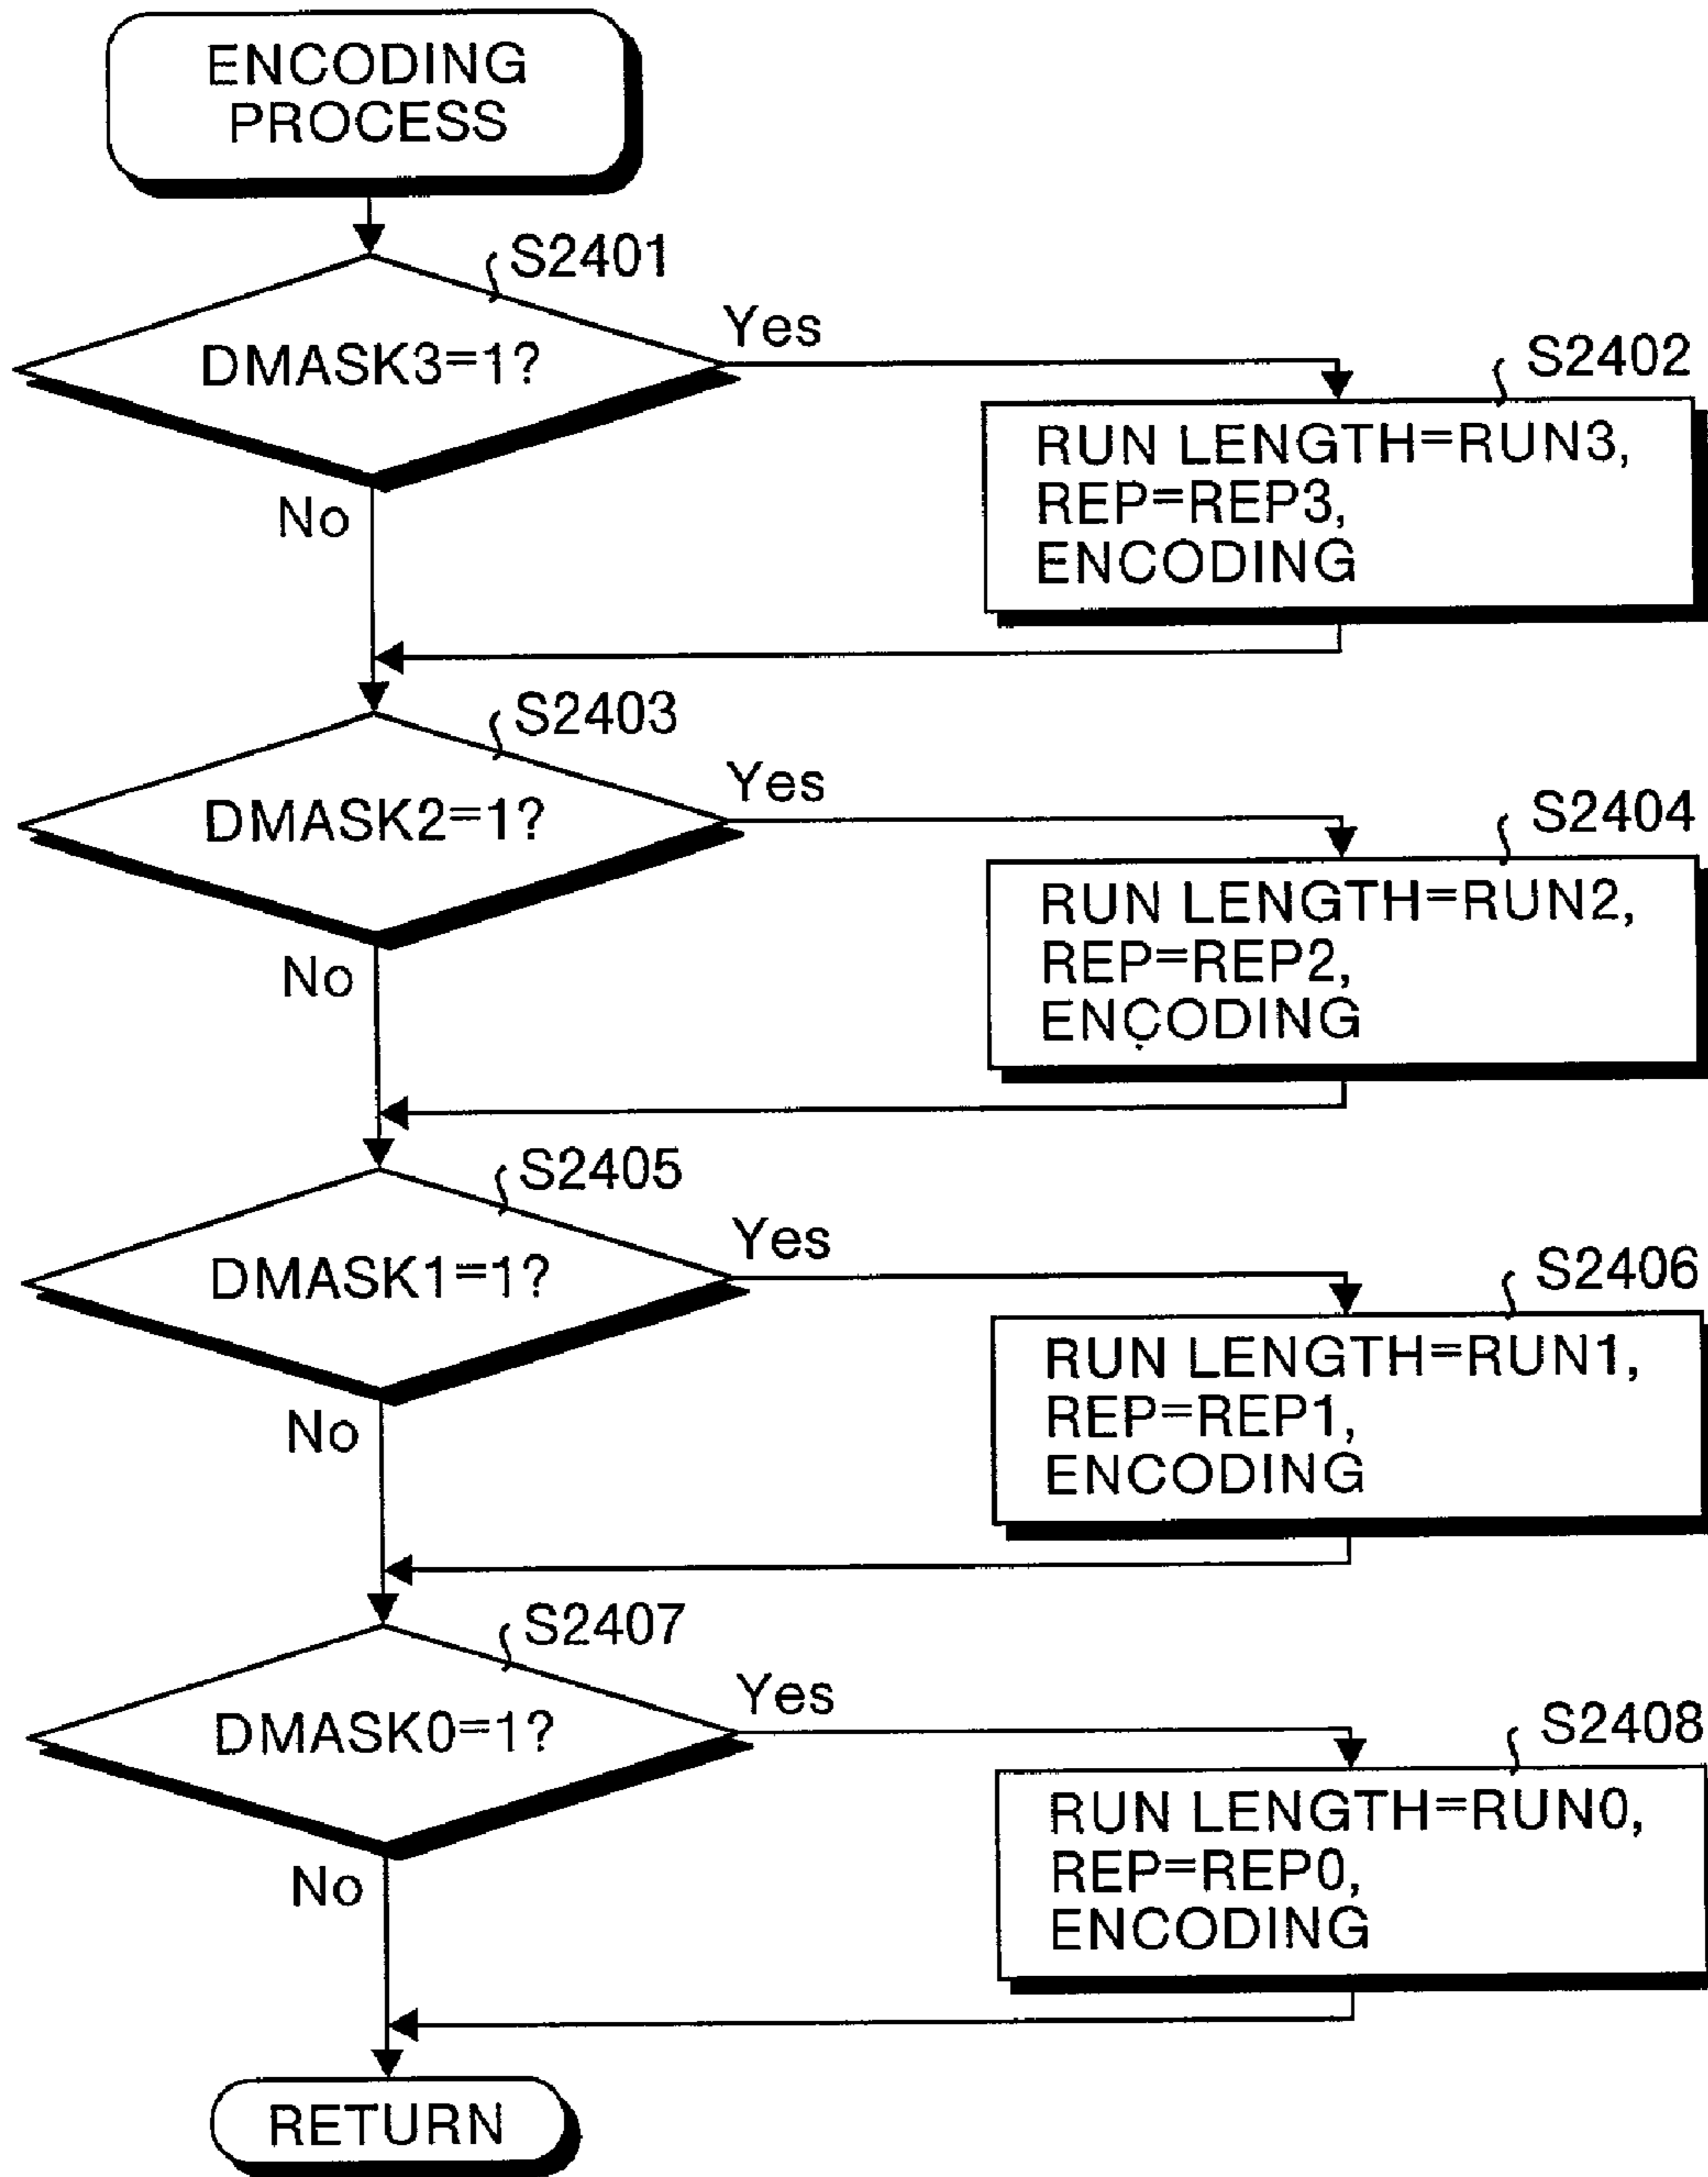 ENCODING
PROCESS
S2401
DMASK3=1?
Yes
No
S2402
RUN LENGTH=RUN3,
REP=REP3,
ENCODING
S2403
DMASK2=1?
Yes
No
S2404
RUN LENGTH=RUN2,
REP=REP2,
ENCODING
S2405
DMASK1=1?
Yes
No
S2406
RUN LENGTH=RUN1,
REP=REP1,
ENCODING
S2407
DMASK0=1?
Yes
No
S2408
RUN LENGTH=RUN0,
REP=REP0,
ENCODING
RETURN